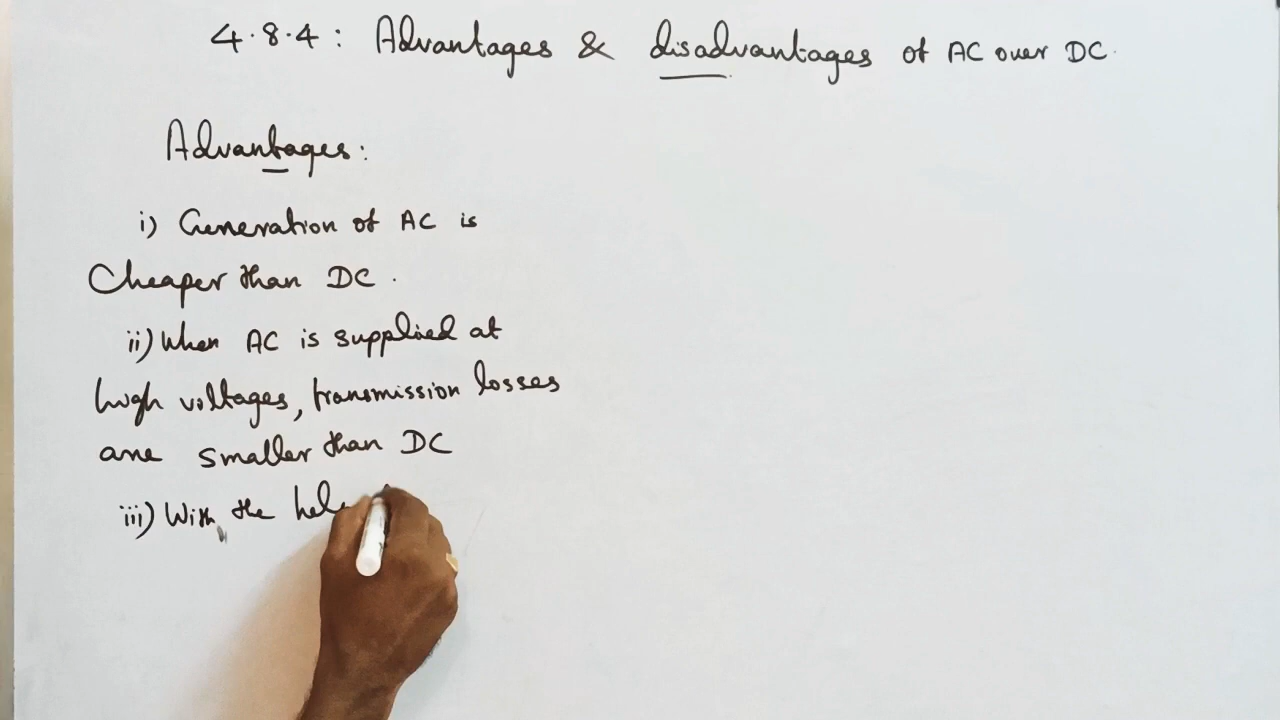 4.8.4: Advantages & disadvantages of AC over DC.
Advantages:
i) Generation of AC is
Cheaper than DC.
ii) When AC is supplied at
high voltages, transmission losses
are smaller than DC
iii) With the